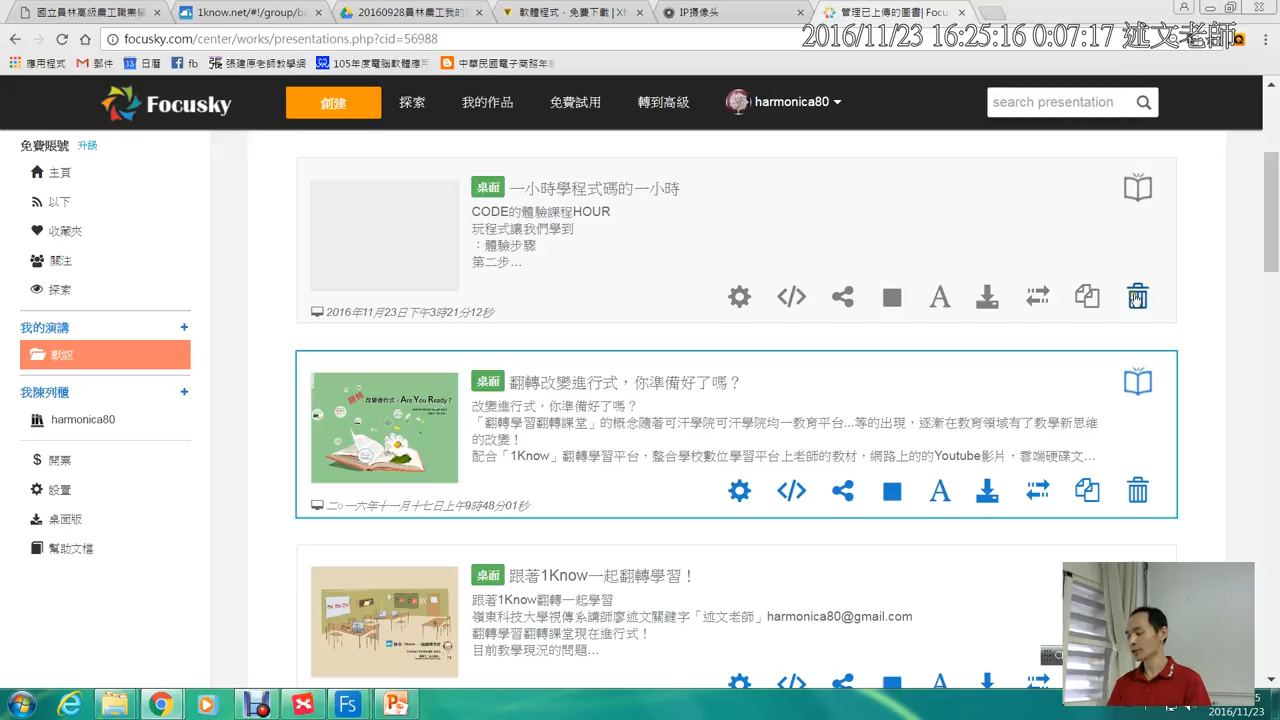 國立員林高級農工職業學
1know.net/#!/group/b
20160928員林農工我的
軟體程式 · 免費下載 |
IP摄像头
管理已上傳的圖書| Foc
focusky.com/center/works/presentations.php?cid=56988
2016/11/23 16:25:16 0:07:17 述文老師
應用程式
郵件
日曆
fb
張建原老師教學網
105年度電腦軟體應用
中華民國電子商務年
Focusky
創建
探索
我的作品
免費試用
轉到高級
harmonica80
search presentation
免費賬號 升級
主頁
以下
收藏夾
關注
探索
我的演講 +
默認
我陳列櫃 +
harmonica80
開票
設置
桌面版
幫助文檔
桌面 一小時學程式碼的一小時
CODE的體驗課程HOUR
玩程式讓我們學到
：體驗步驟
第二步...
2016年11月23日下午3時21分12秒
桌面 翻轉改變進行式，你準備好了嗎？
改變進行式，你準備好了嗎？
「翻轉學習翻轉課堂」的概念隨著可汗學院可汗學院均一教育平台...等的出現，逐漸在教育領域有了教學新思維
的改變！
配合「1Know」翻轉學習平台，整合學校數位學習平台上老師的教材，網路上的的Youtube影片，雲端硬碟文...
翻轉 改變進行式，Are You Ready？
二○一六年十一月十七日上午9時48分01秒
桌面 跟著1Know一起翻轉學習！
跟著1Know翻轉一起學習
嶺東科技大學視傳系講師廖述文關鍵字「述文老師」harmonica80@gmail.com
翻轉學習翻轉課堂現在進行式！
目前教學現況的問題...
2016/11/23